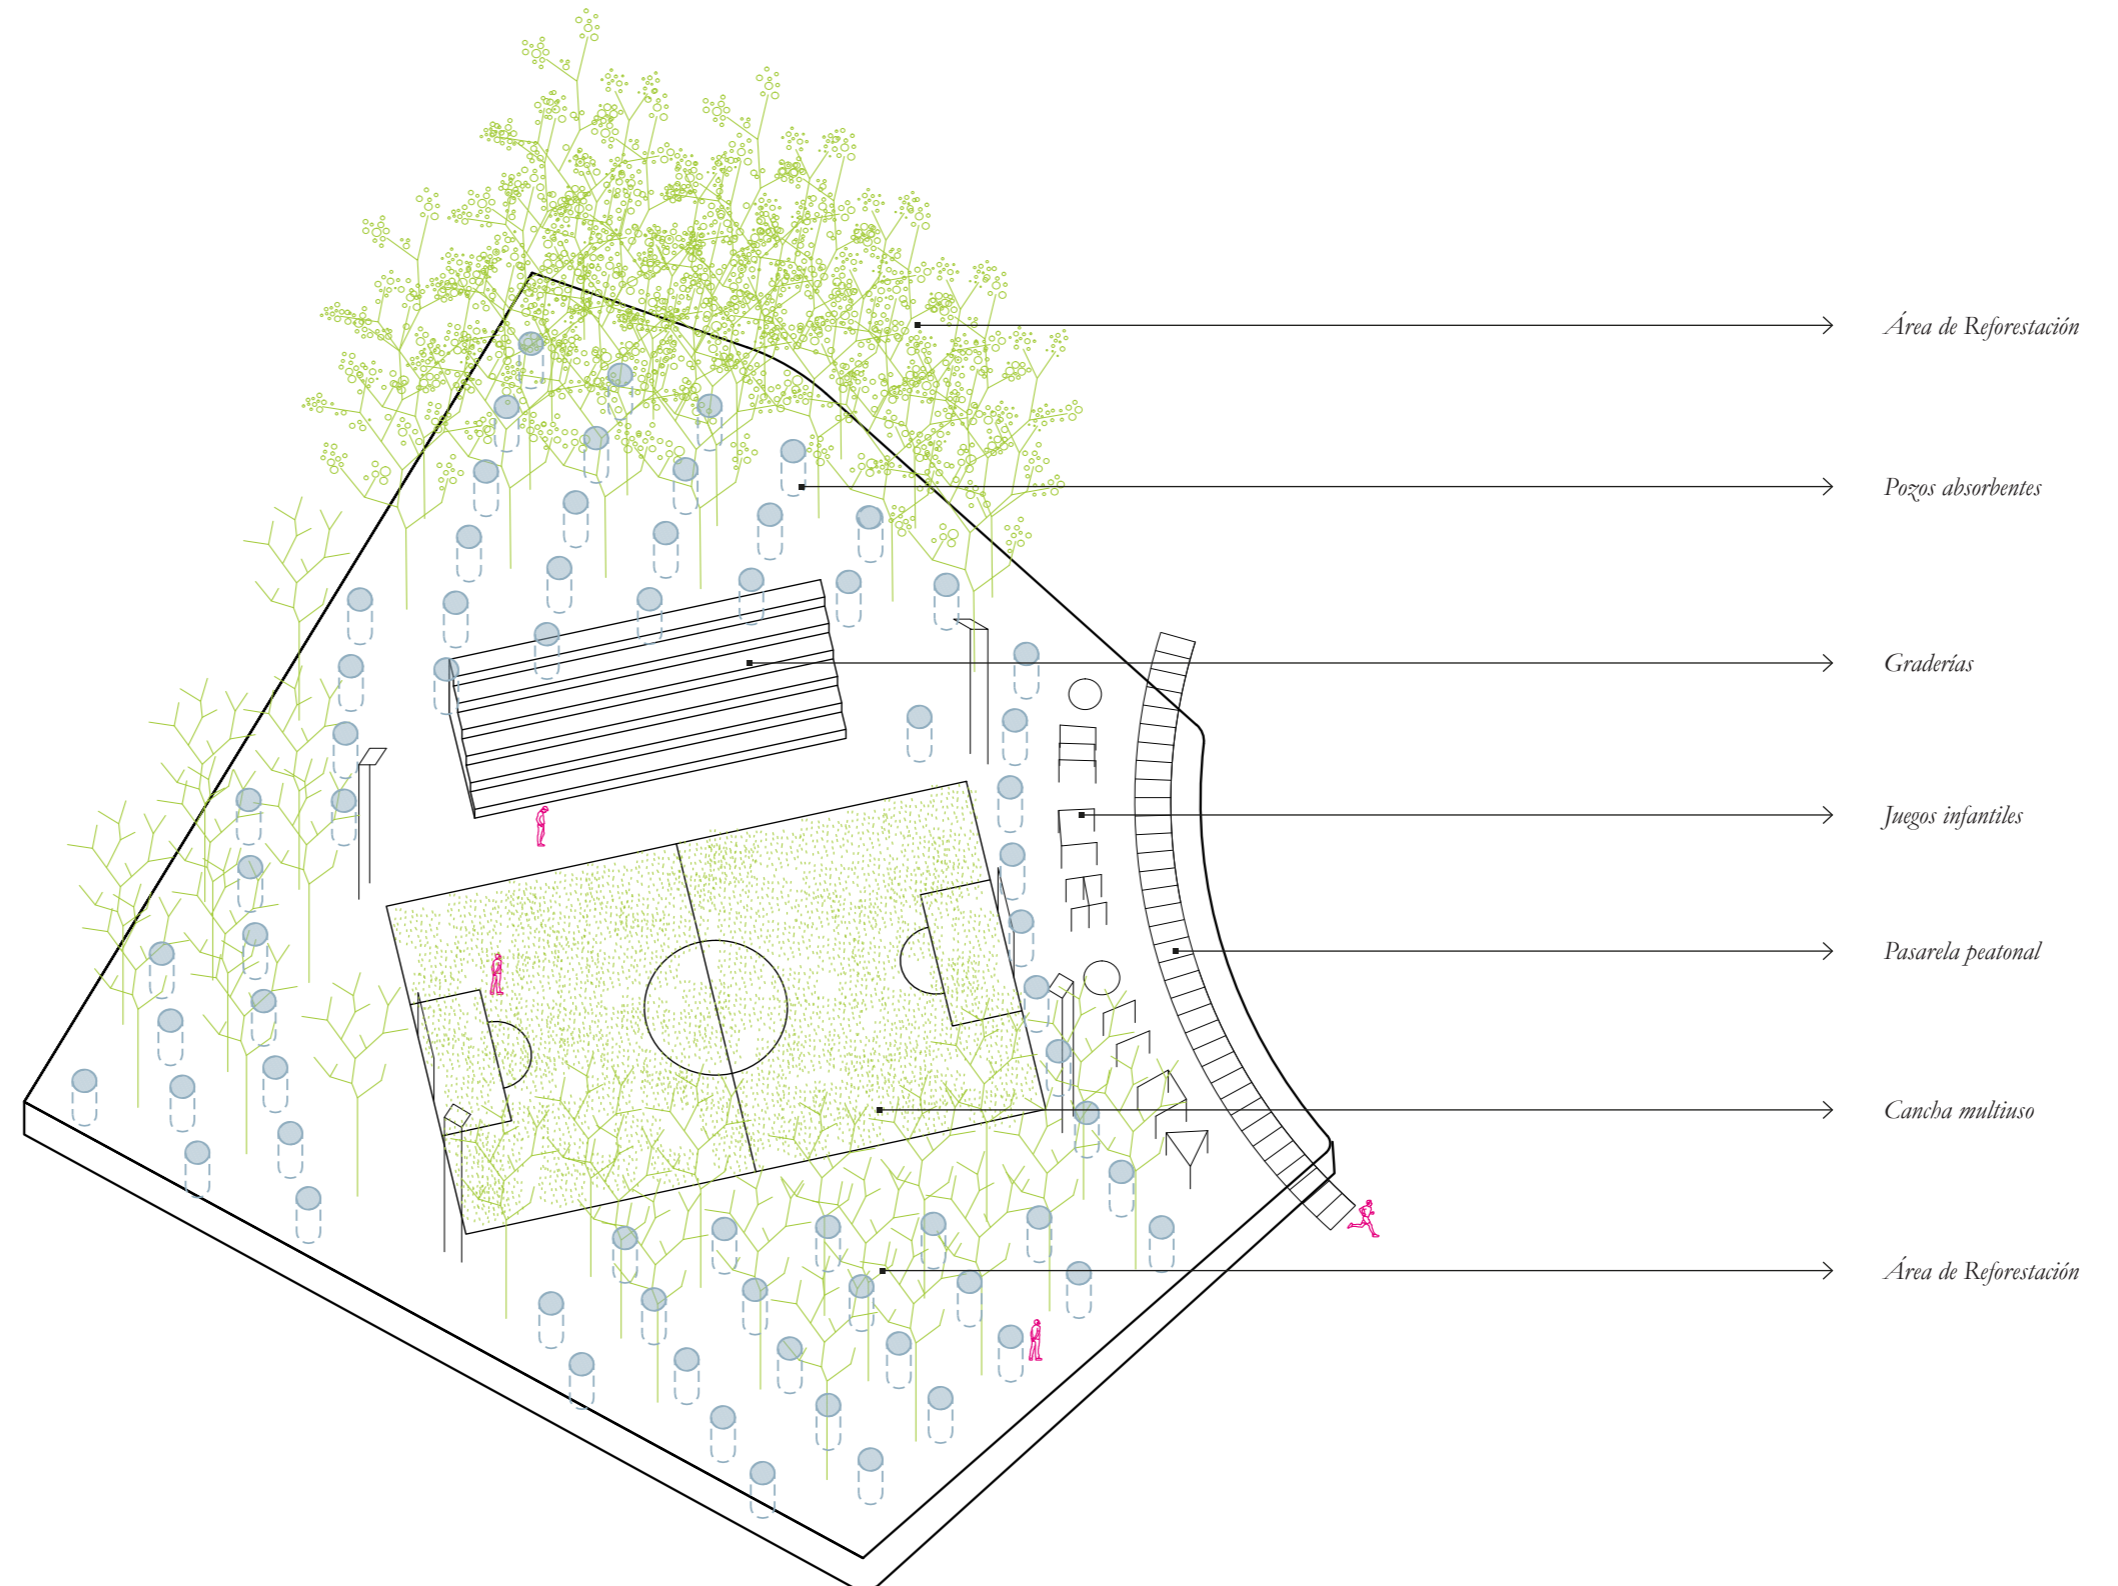 Área de Reforestación
Pozos absorbentes
Graderías
Juegos infantiles
Pasarela peatonal
Cancha multiuso
Área de Reforestación